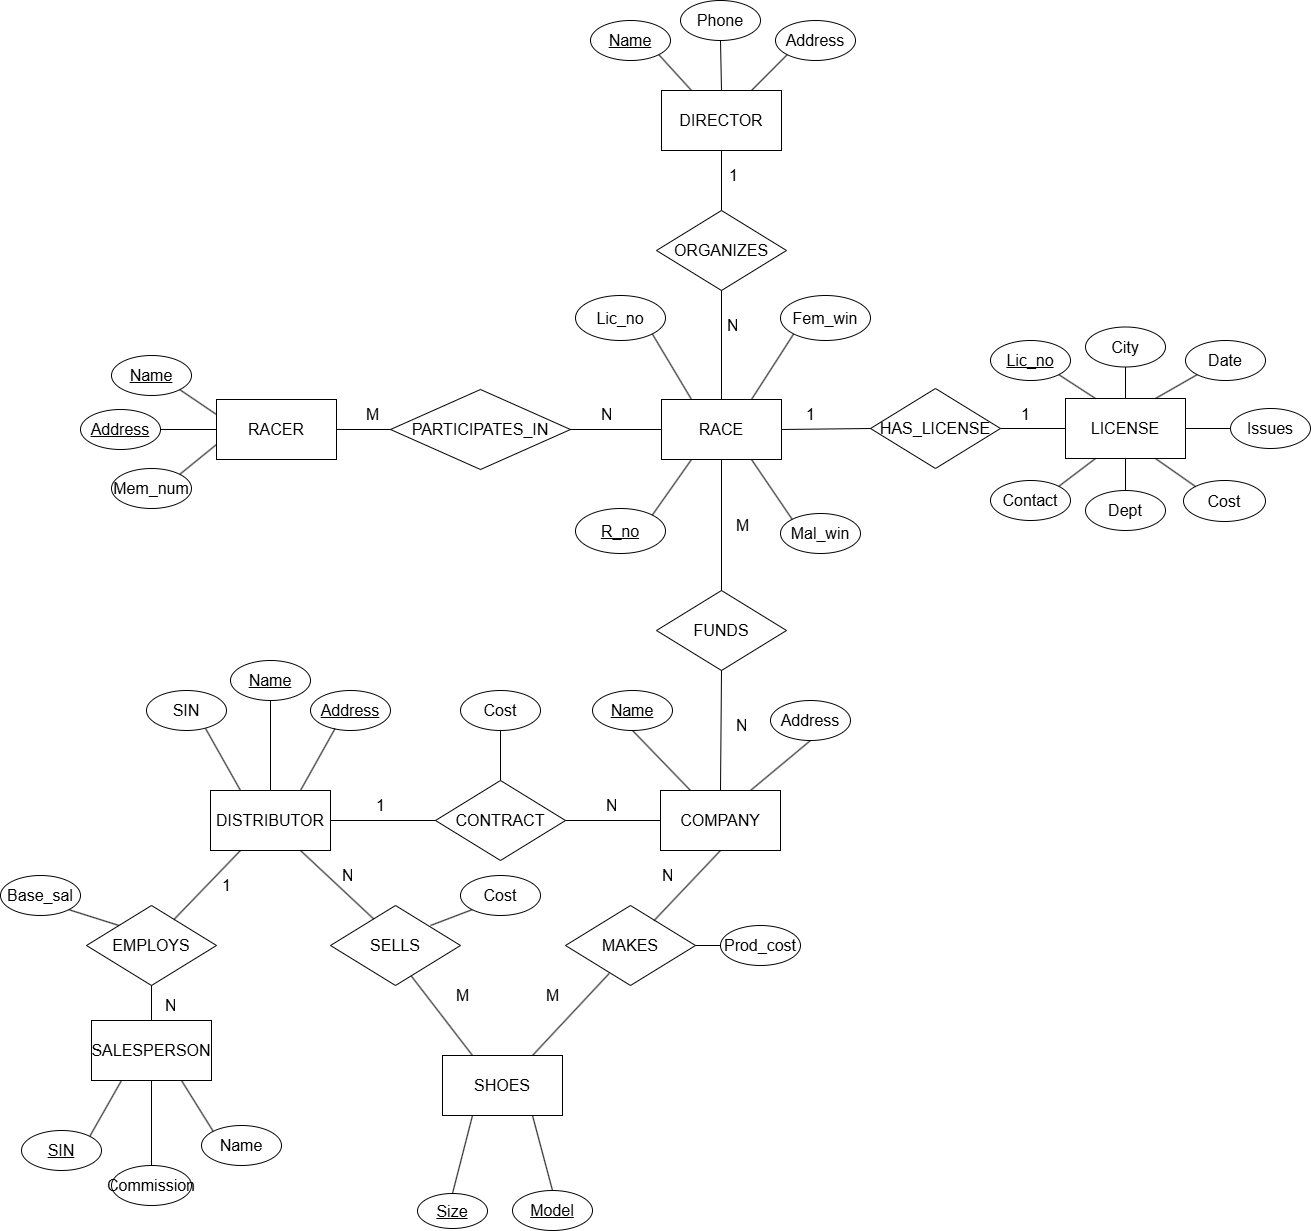 Phone
Name
Address
DIRECTOR
1
ORGANIZES
N
Lic_no
Fem_win
Lic_no
City
Date
Name
Address
Mem_num
RACER
M
PARTICIPATES_IN
N
RACE
1
HAS_LICENSE
1
LICENSE
Issues
Contact
Dept
Cost
R_no
Mal_win
M
FUNDS
N
SIN
Name
Address
Cost
Name
Address
DISTRIBUTOR
1
CONTRACT
N
COMPANY
Base_sal
1
N
Cost
N
EMPLOYS
SELLS
MAKES
Prod_cost
N
M
M
SALESPERSON
SHOES
SIN
Commission
Name
Size
Model